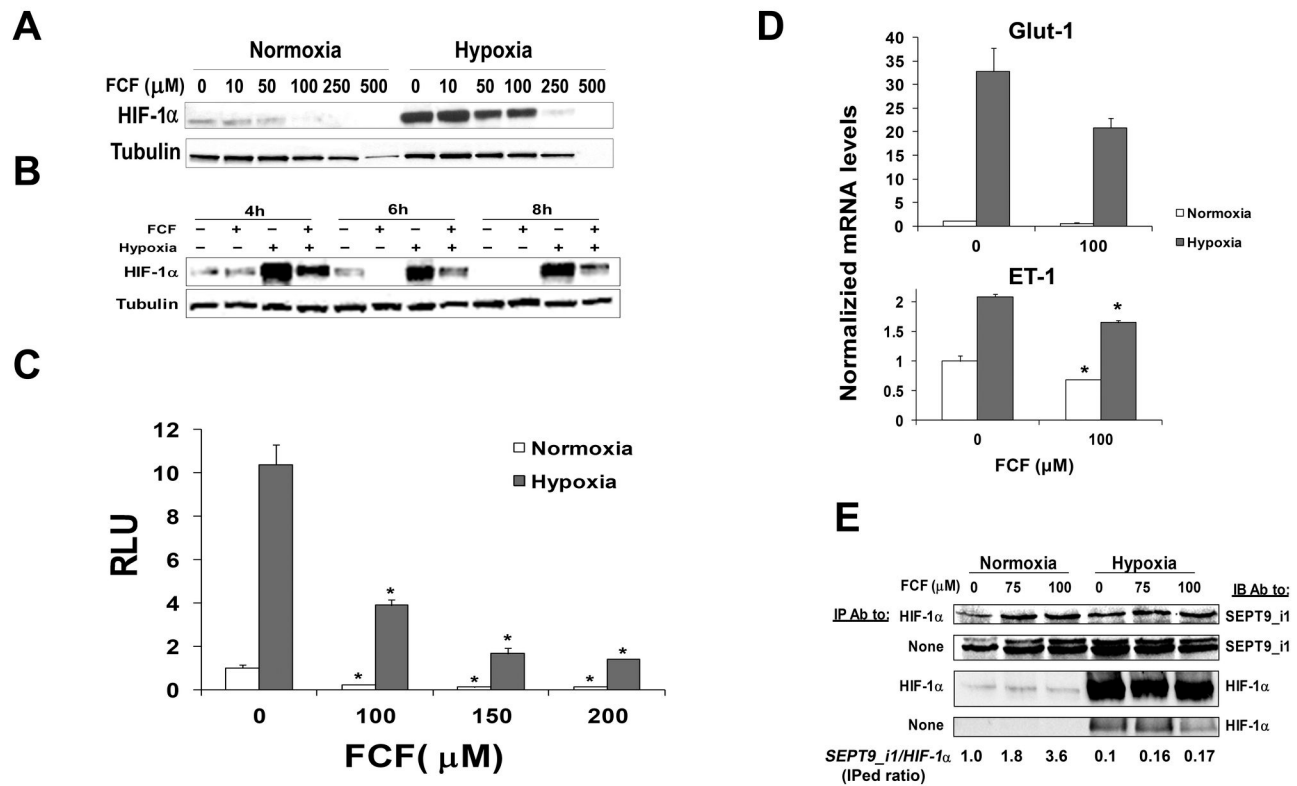 A
Normoxia Hypoxia
FCF (μM) 0 10 50 100 250 500 0 10 50 100 250 500
HIF-1α
Tubulin
B
4h 6h 8h
FCF – + – + – + – + – + – +
Hypoxia – – + + – – + + – – + +
HIF-1α
Tubulin
C
12
10
8
6
4
2
0
RLU
Normoxia
Hypoxia
* * * * * *
0 100 150 200
FCF( μM)
D
Glut-1
40
35
30
25
20
15
10
5
0
0 100
Normoxia
Hypoxia
Normalizied mRNA levels
ET-1
2
1.5
1
0.5
0
* *
0 100
FCF (μM)
E
Normoxia Hypoxia
FCF (μM) 0 75 100 0 75 100 IB Ab to:
IP Ab to: HIF-1α SEPT9_i1
None SEPT9_i1
HIF-1α HIF-1α
None HIF-1α
SEPT9_i1/HIF-1α 1.0 1.8 3.6 0.1 0.16 0.17
(IPed ratio)